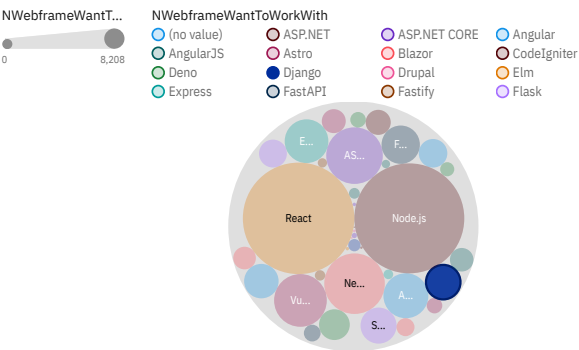 NWebframeWantT...
0
8,208
NWebframeWantToWorkWith
(no value)
ASP.NET
ASP.NET CORE
Angular
AngularJS
Astro
Blazor
CodeIgniter
Deno
Django
Drupal
Elm
Express
FastAPI
Fastify
Flask
E...
AS...
F...
React
Node.js
Ne...
Vu...
A...
S...